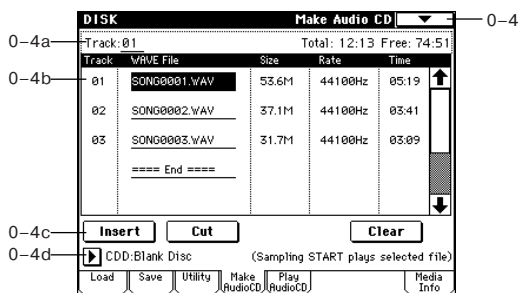 DISK Make Audio CD 0–4
0–4a Track:01 Total: 12:13 Free: 74:51
Track WAVE File Size Rate Time
0–4b 01 SONG0001.WAV 53.6M 44100Hz 05:19
02 SONG0002.WAV 37.1M 44100Hz 03:41
03 SONG0003.WAV 31.7M 44100Hz 03:09
==== End ====
0–4c Insert Cut Clear
0–4d CDD:Blank Disc (Sampling START plays selected file)
Load Save Utility Make AudioCD Play AudioCD Media Info